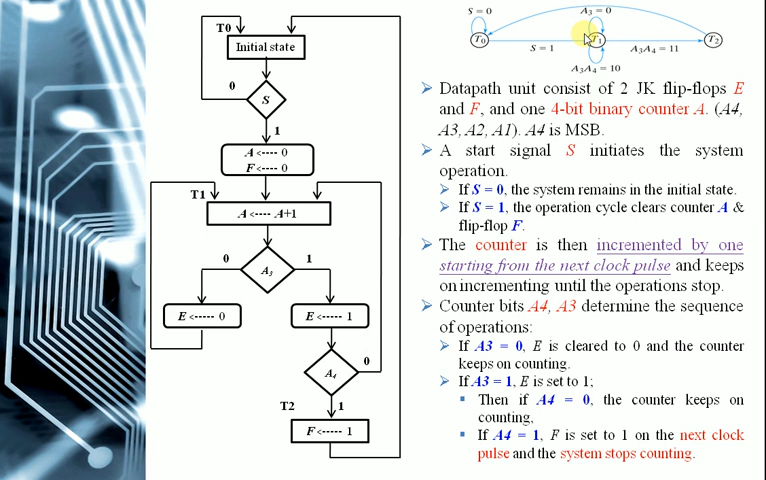 T0
Initial state
0
S
1
A <---- 0
F <---- 0
T1
A <---- A+1
0
1
A3
E <---- 0
E <---- 1
0
A4
T2
1
F <---- 1
S = 0
A3 = 0
T0
T1
T2
S = 1
A3A4 = 11
A3A4 = 10
Datapath unit consist of 2 JK flip-flops E
and F, and one 4-bit binary counter A. (A4,
A3, A2, A1). A4 is MSB.
A start signal S initiates the system
operation.
If S = 0, the system remains in the initial state.
If S = 1, the operation cycle clears counter A &
flip-flop F.
The counter is then incremented by one
starting from the next clock pulse and keeps
on incrementing until the operations stop.
Counter bits A4, A3 determine the sequence
of operations:
If A3 = 0, E is cleared to 0 and the counter
keeps on counting.
If A3 = 1, E is set to 1;
Then if A4 = 0, the counter keeps on
counting,
If A4 = 1, F is set to 1 on the next clock
pulse and the system stops counting.